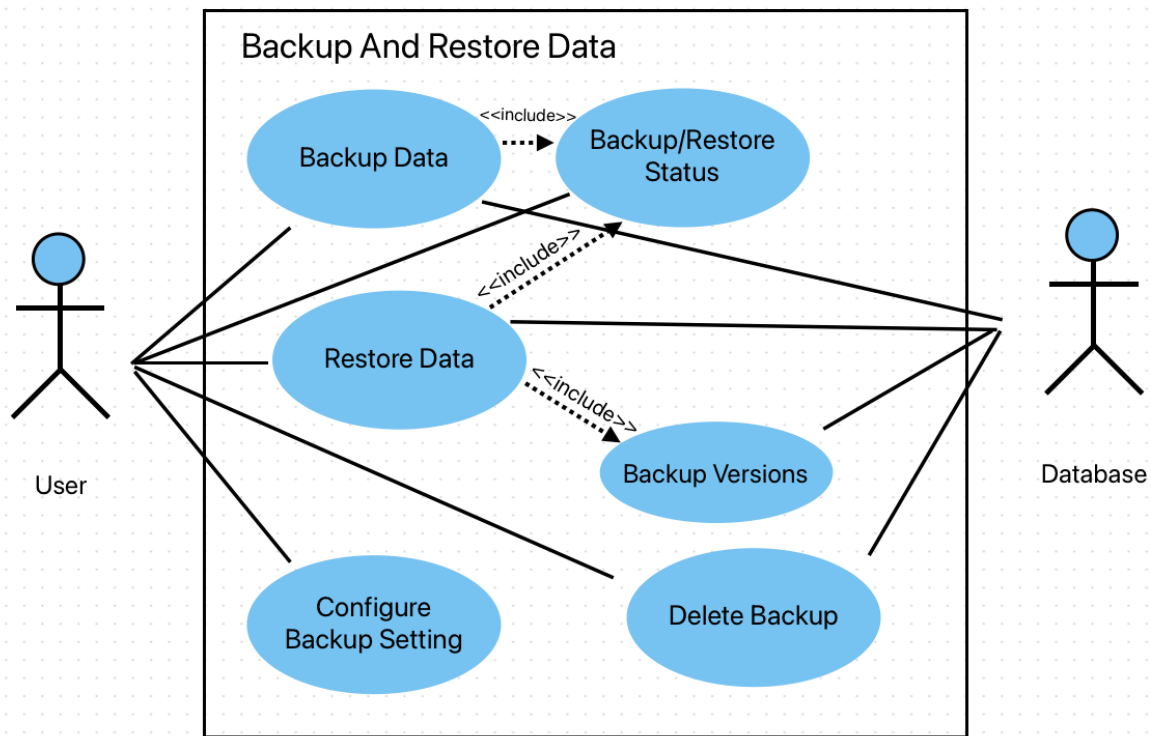 Backup And Restore Data
Backup Data
<<include>>
Backup/Restore
Status
<<include>>
Restore Data
<<include>>
Backup Versions
User
Database
Configure
Backup Setting
Delete Backup